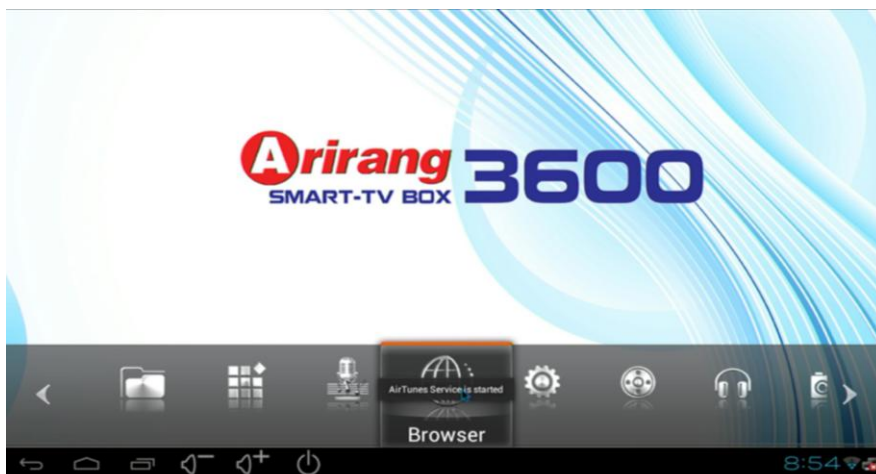 Arirang
SMART-TV BOX 3600
AirTunes Service is started
Browser
8:54